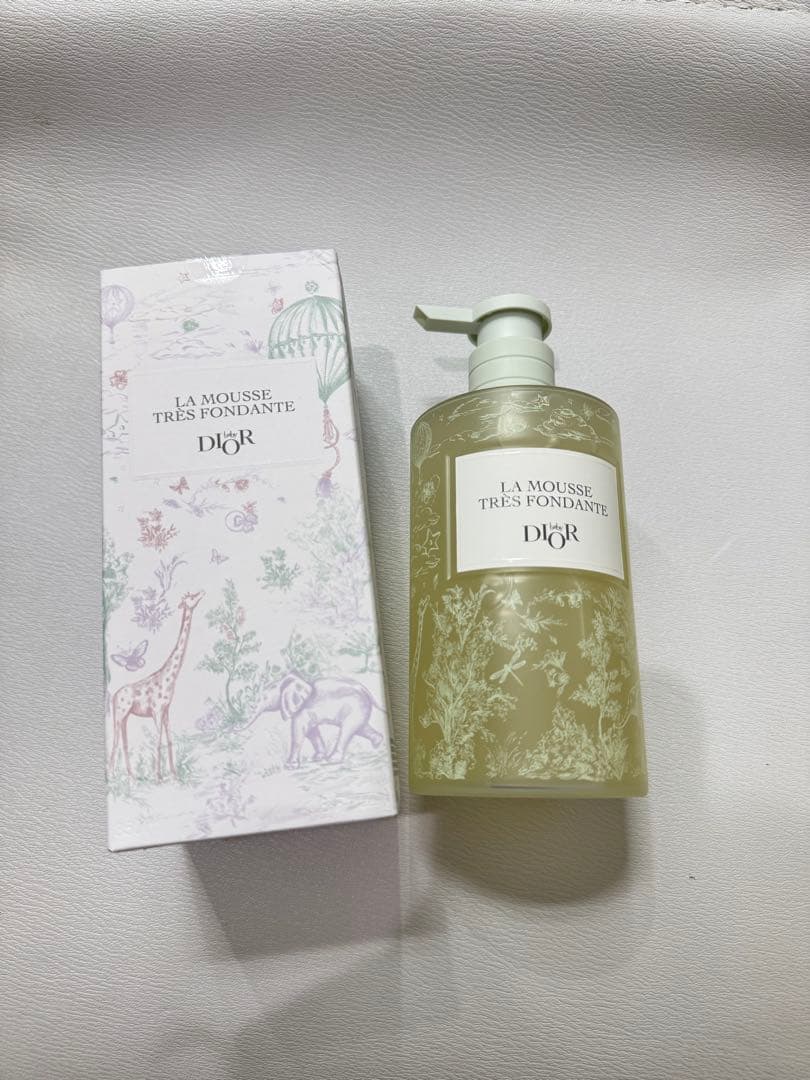 LA MOUSSE
TRÈS FONDANTE
baby
DIOR
LA MOUSSE
TRÈS FONDANTE
baby
DIOR